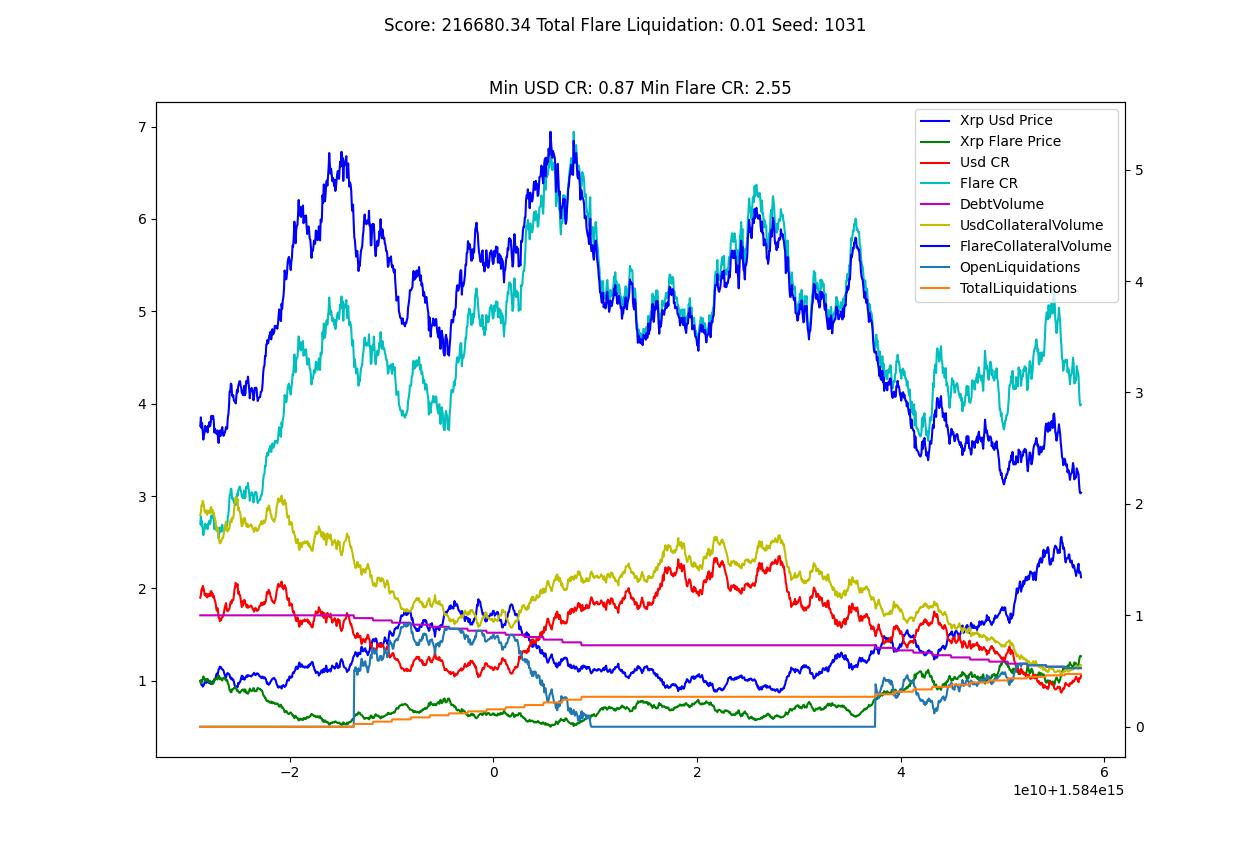 Score: 216680.34 Total Flare Liquidation: 0.01 Seed: 1031
Min USD CR: 0.87 Min Flare CR: 2.55
Xrp Usd Price
Xrp Flare Price
Usd CR
Flare CR
DebtVolume
UsdCollateralVolume
FlareCollateralVolume
OpenLiquidations
TotalLiquidations
7
6
5
4
3
2
1
5
4
3
2
1
0
−2
0
2
4
6
1e10+1.584e15